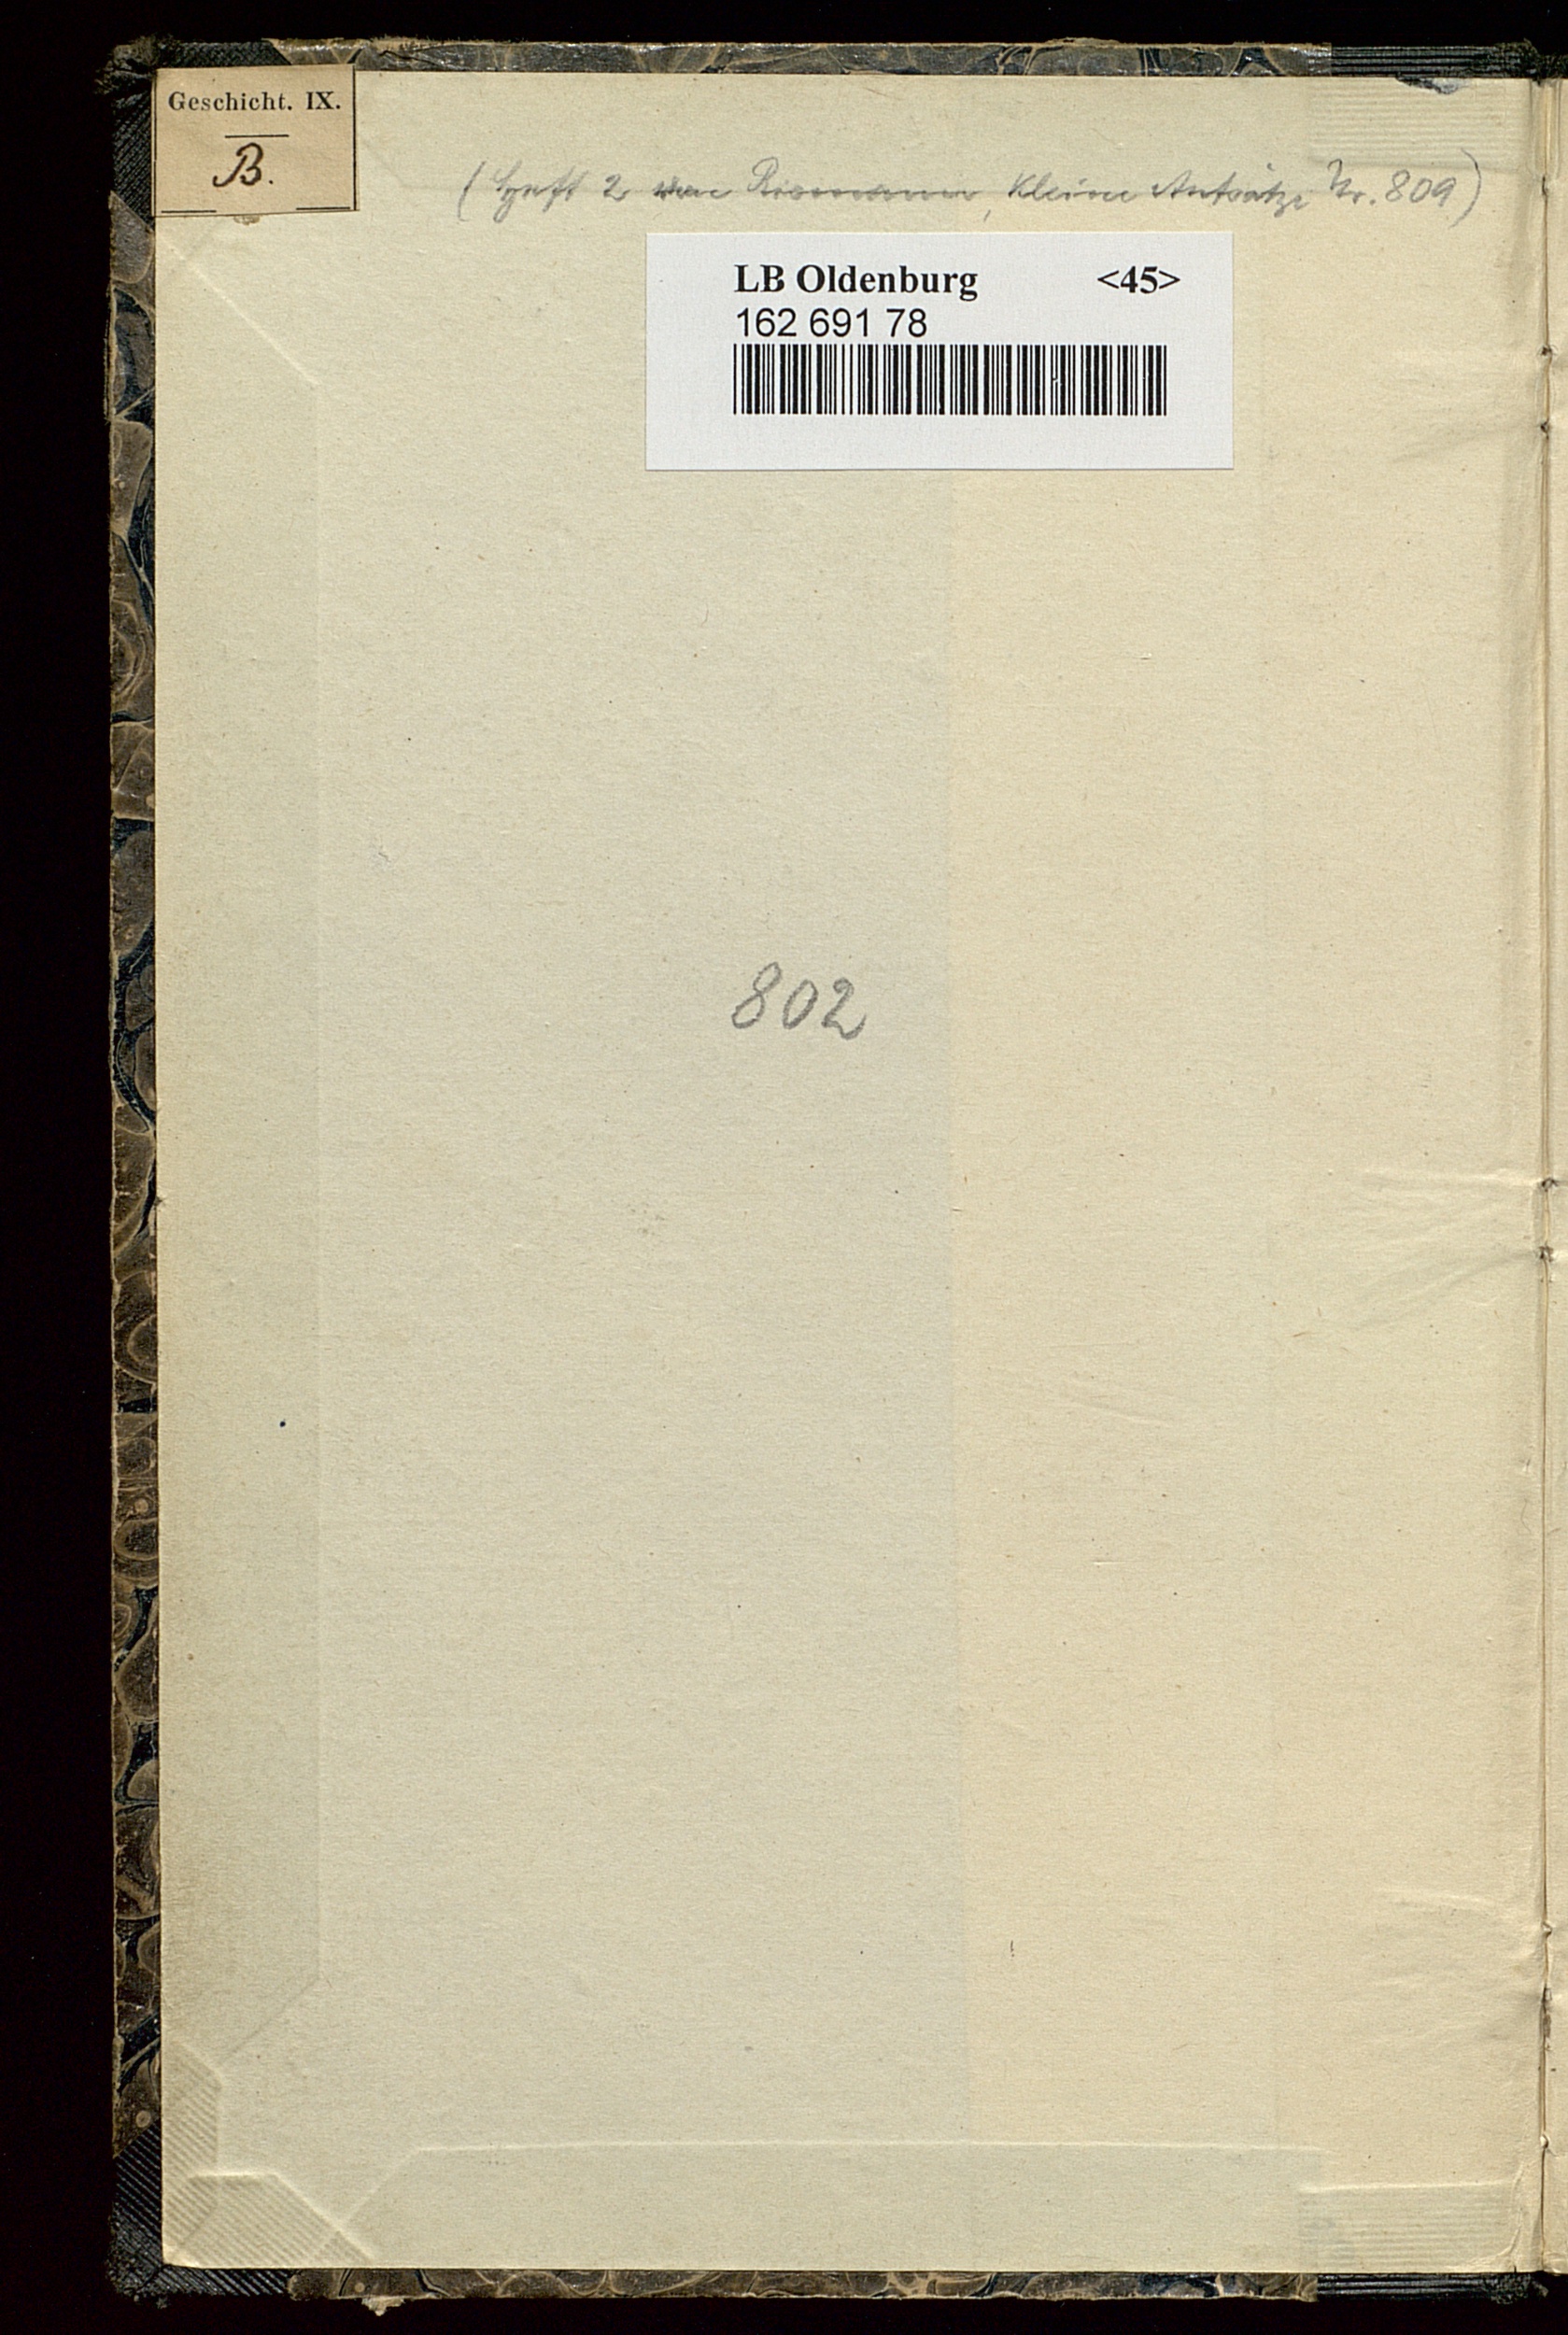 Geschicht. IX.
B.
(Heft 2 Kleine Aufsätze Nr. 809)
LB Oldenburg <45>
162 691 78
802